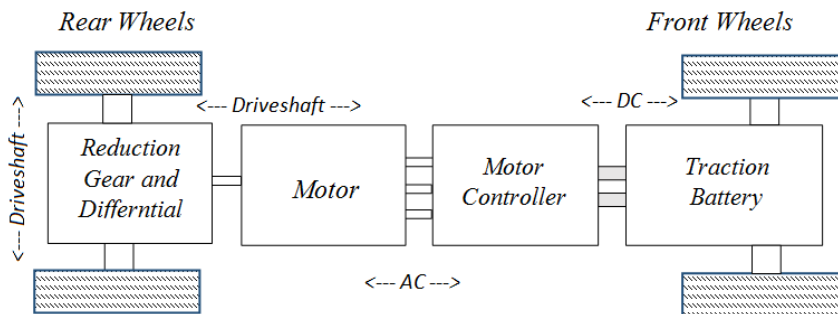 Rear Wheels
Front Wheels
<--- Driveshaft --->
<--- DC --->
<--- Driveshaft --->
Reduction
Gear and
Differntial
Motor
Motor
Controller
Traction
Battery
<--- AC --->